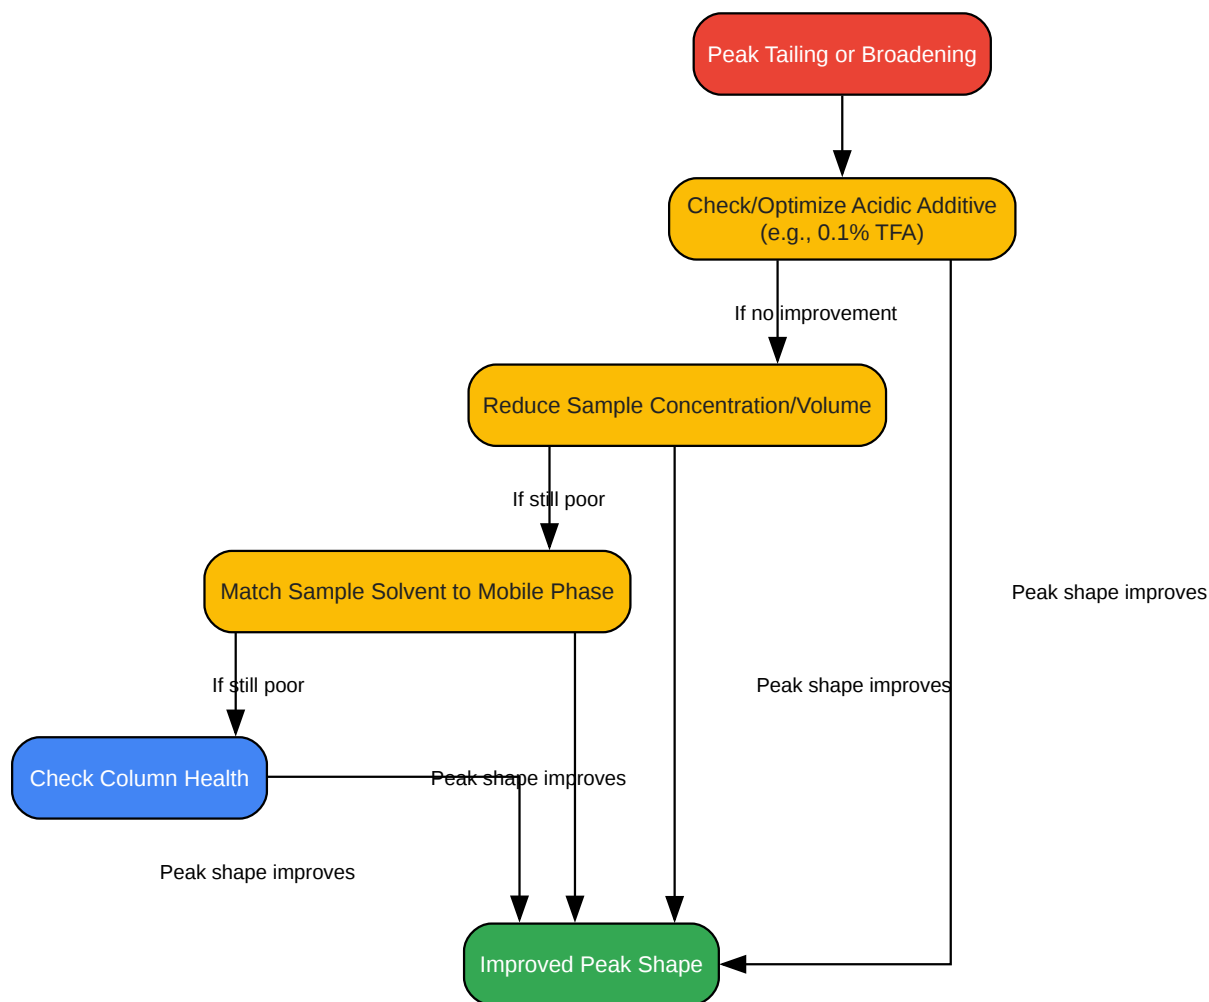 Peak Tailing or Broadening
Check/Optimize Acidic Additive
(e.g., 0.1% TFA)
If no improvement
Reduce Sample Concentration/Volume
If still poor
Match Sample Solvent to Mobile Phase
Peak shape improves
If still poor
Peak shape improves
Check Column Health
Peak shape improves
Peak shape improves
Improved Peak Shape